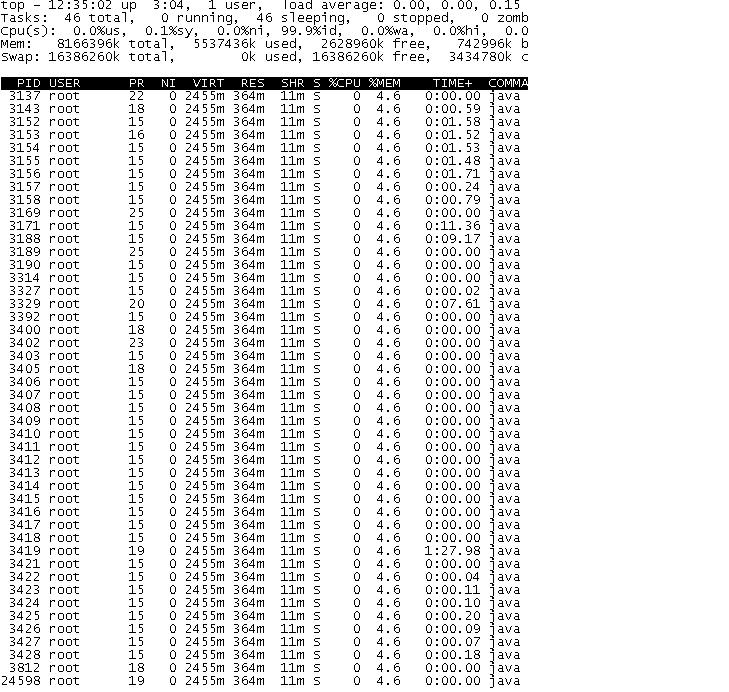 top - 12:35:02 up  3:04,  1 user,  load average: 0.00, 0.00, 0.15
Tasks:  46 total,   0 running,  46 sleeping,   0 stopped,   0 zomb
Cpu(s):  0.0%us,  0.1%sy,  0.0%ni, 99.9%id,  0.0%wa,  0.0%hi,  0.0
Mem:   8166396k total,  5537436k used,  2628960k free,   742996k b
Swap: 16386260k total,        0k used, 16386260k free,  3434780k c
PID USER      PR  NI  VIRT  RES  SHR S %CPU %MEM    TIME+  COMMA
3137 root      22   0 2455m 364m  11m S    0  4.6   0:00.00 java
3143 root      18   0 2455m 364m  11m S    0  4.6   0:00.59 java
3152 root      15   0 2455m 364m  11m S    0  4.6   0:01.58 java
3153 root      16   0 2455m 364m  11m S    0  4.6   0:01.52 java
3154 root      15   0 2455m 364m  11m S    0  4.6   0:01.53 java
3155 root      15   0 2455m 364m  11m S    0  4.6   0:01.48 java
3156 root      15   0 2455m 364m  11m S    0  4.6   0:01.71 java
3157 root      15   0 2455m 364m  11m S    0  4.6   0:00.24 java
3158 root      15   0 2455m 364m  11m S    0  4.6   0:00.79 java
3169 root      25   0 2455m 364m  11m S    0  4.6   0:00.00 java
3171 root      15   0 2455m 364m  11m S    0  4.6   0:11.36 java
3188 root      15   0 2455m 364m  11m S    0  4.6   0:09.17 java
3189 root      25   0 2455m 364m  11m S    0  4.6   0:00.00 java
3190 root      15   0 2455m 364m  11m S    0  4.6   0:00.00 java
3314 root      15   0 2455m 364m  11m S    0  4.6   0:00.00 java
3327 root      15   0 2455m 364m  11m S    0  4.6   0:00.02 java
3329 root      20   0 2455m 364m  11m S    0  4.6   0:07.61 java
3392 root      15   0 2455m 364m  11m S    0  4.6   0:00.00 java
3400 root      18   0 2455m 364m  11m S    0  4.6   0:00.00 java
3402 root      23   0 2455m 364m  11m S    0  4.6   0:00.00 java
3403 root      15   0 2455m 364m  11m S    0  4.6   0:00.00 java
3405 root      18   0 2455m 364m  11m S    0  4.6   0:00.00 java
3406 root      15   0 2455m 364m  11m S    0  4.6   0:00.00 java
3407 root      15   0 2455m 364m  11m S    0  4.6   0:00.00 java
3408 root      15   0 2455m 364m  11m S    0  4.6   0:00.00 java
3409 root      15   0 2455m 364m  11m S    0  4.6   0:00.00 java
3410 root      15   0 2455m 364m  11m S    0  4.6   0:00.00 java
3411 root      15   0 2455m 364m  11m S    0  4.6   0:00.00 java
3412 root      15   0 2455m 364m  11m S    0  4.6   0:00.00 java
3413 root      15   0 2455m 364m  11m S    0  4.6   0:00.00 java
3414 root      15   0 2455m 364m  11m S    0  4.6   0:00.00 java
3415 root      15   0 2455m 364m  11m S    0  4.6   0:00.00 java
3416 root      15   0 2455m 364m  11m S    0  4.6   0:00.00 java
3417 root      15   0 2455m 364m  11m S    0  4.6   0:00.00 java
3418 root      15   0 2455m 364m  11m S    0  4.6   0:00.00 java
3419 root      19   0 2455m 364m  11m S    0  4.6   1:27.98 java
3421 root      15   0 2455m 364m  11m S    0  4.6   0:00.00 java
3422 root      15   0 2455m 364m  11m S    0  4.6   0:00.04 java
3423 root      15   0 2455m 364m  11m S    0  4.6   0:00.11 java
3424 root      15   0 2455m 364m  11m S    0  4.6   0:00.10 java
3425 root      15   0 2455m 364m  11m S    0  4.6   0:00.20 java
3426 root      15   0 2455m 364m  11m S    0  4.6   0:00.09 java
3427 root      15   0 2455m 364m  11m S    0  4.6   0:00.07 java
3428 root      15   0 2455m 364m  11m S    0  4.6   0:00.18 java
3812 root      18   0 2455m 364m  11m S    0  4.6   0:00.00 java
24598 root      19   0 2455m 364m  11m S    0  4.6   0:00.00 java